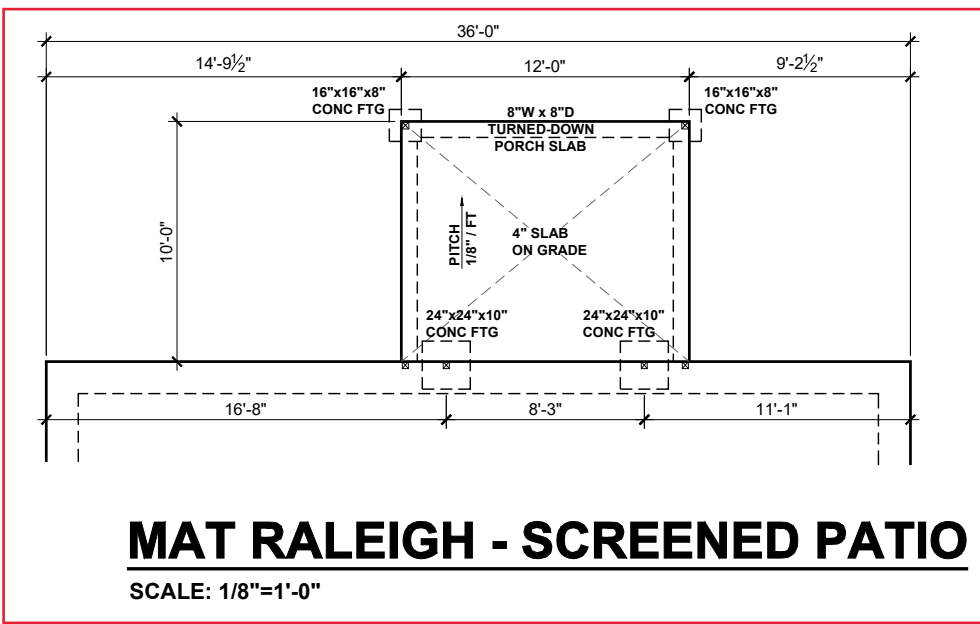 36'-0"
14'-9½"
12'-0"
9'-2½"
16"x16"x8"
CONC FTG
8"W x 8"D
TURNED-DOWN
PORCH SLAB
16"x16"x8"
CONC FTG
10'-0"
PITCH
1/8" / FT
4" SLAB
ON GRADE
24"x24"x10"
CONC FTG
24"x24"x10"
CONC FTG
16'-8"
8'-3"
11'-1"
MAT RALEIGH - SCREENED PATIO
SCALE: 1/8"=1'-0"